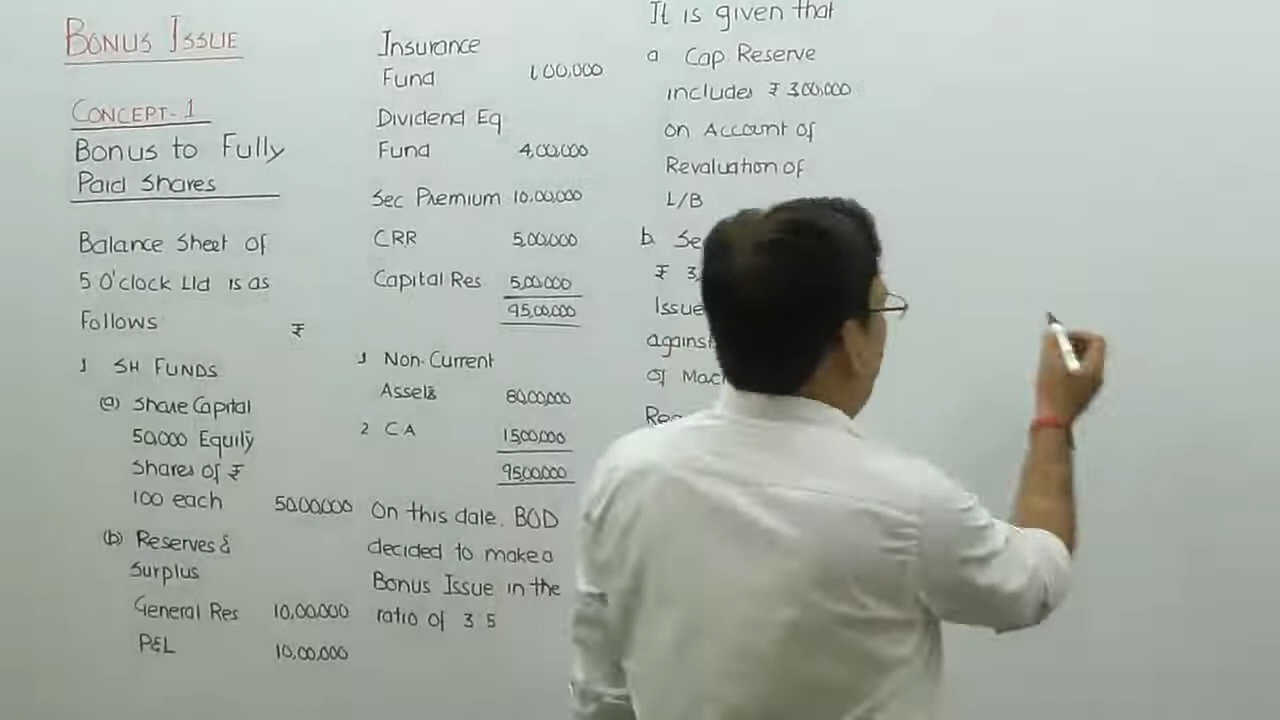 BONUS ISSUE
CONCEPT-1
Bonus to Fully
Paid Shares
Balance Sheet of
5 O'clock Ltd is as
Follows ₹
1 SH FUNDS
(a) Share Capital
50,000 Equity
Shares of ₹
100 each 50,00,000
(b) Reserves &
Surplus
General Res 10,00,000
P&L 10,00,000
Insurance
Fund 1,00,000
Dividend Eq
Fund 4,00,000
Sec Premium 10,00,000
CRR 5,00,000
Capital Res 5,00,000
95,00,000
1 Non-Current
Assets 80,00,000
2 CA 15,00,000
95,00,000
On this date, BOD
decided to make a
Bonus Issue in the
ratio of 3 5
It is given that
a Cap Reserve
includes ₹ 3,00,000
on Account of
Revaluation of
L/B
b. Se
₹ 3,
Issue
against
of Mac